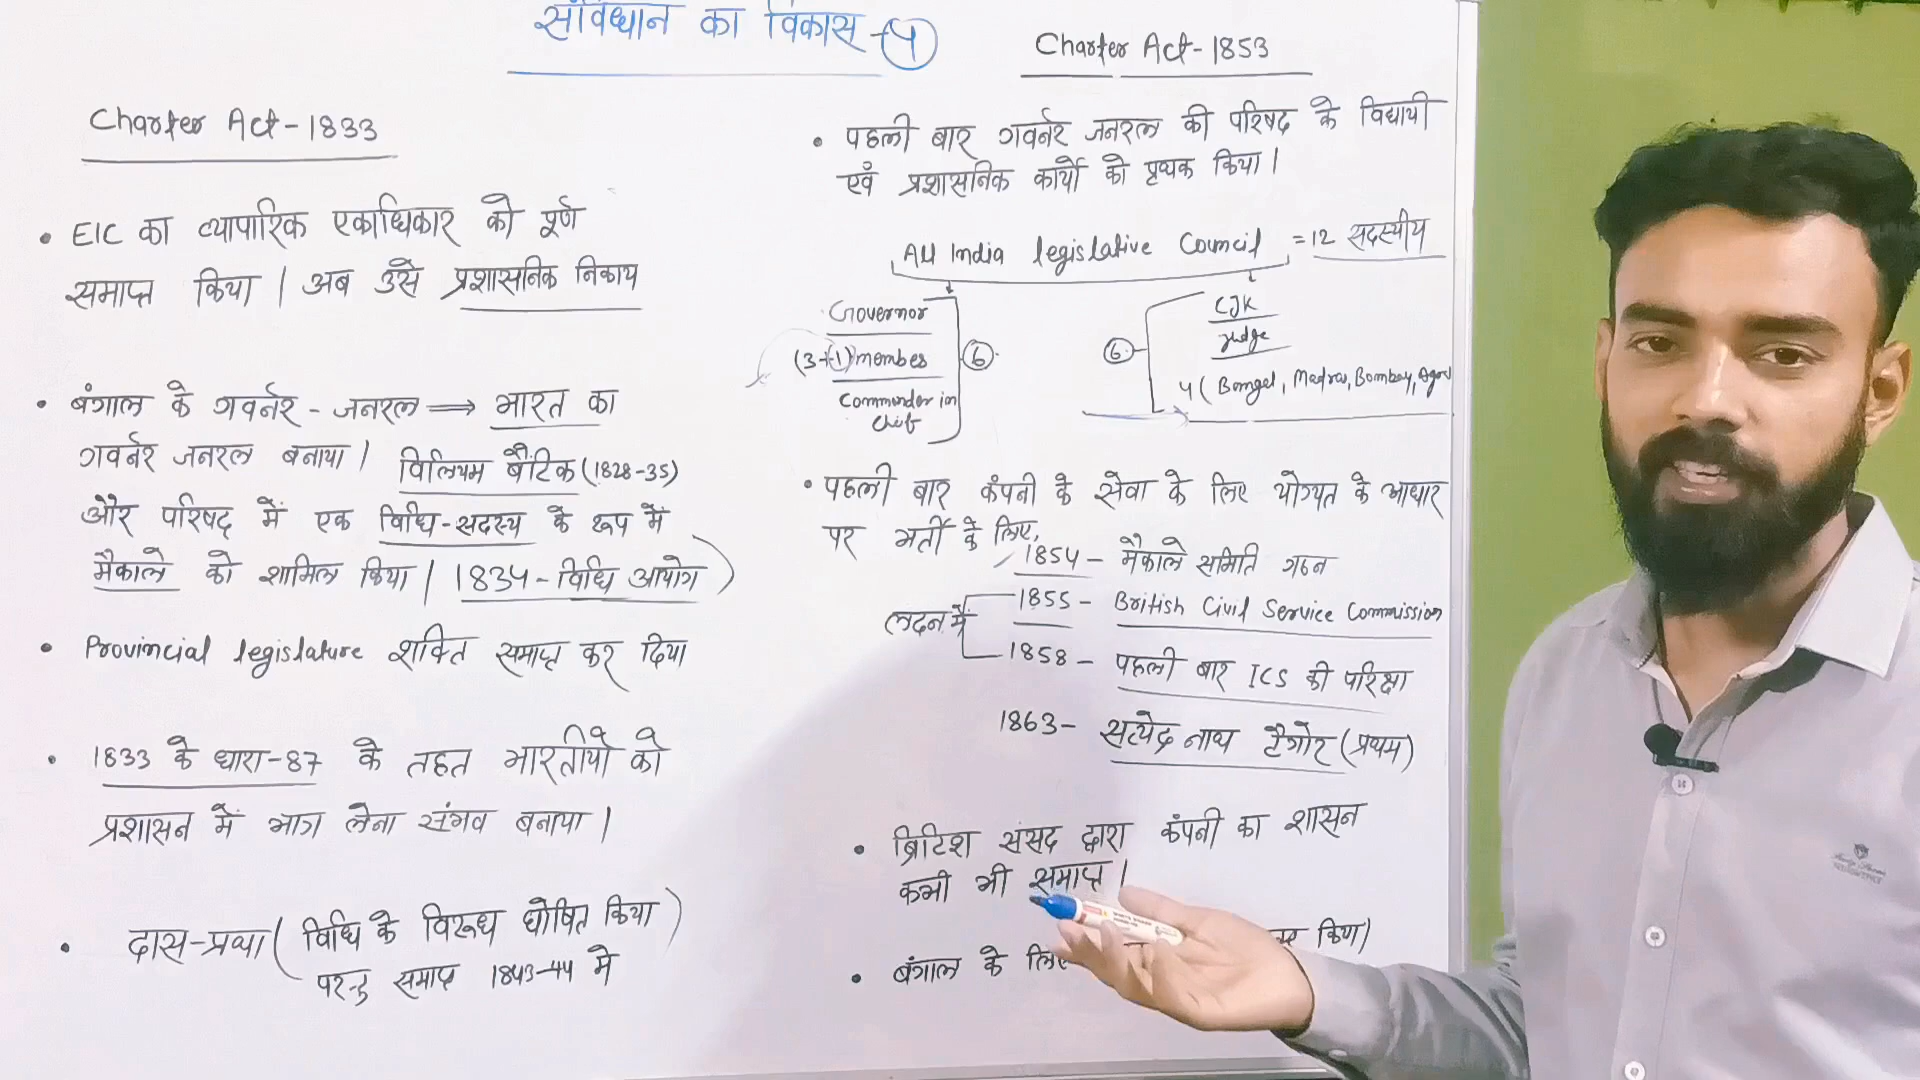 संविधान का विकास -4
Charter Act - 1833
• EIC का व्यापारिक एकाधिकार को पूर्ण
समाप्त किया | अब उसे प्रशासनिक निकाय
• बंगाल के गवर्नर - जनरल ⇒ भारत का
गवर्नर जनरल बनाया | विलियम बैंटिक (1828-35)
और परिषद् में एक विधि-सदस्य के रूप में
मैकाले को शामिल किया | 1834 - विधि आयोग )
• Provincial legislature शक्ति समाप्त कर दिया
• 1833 के धारा-87 के तहत भारतीयो को
प्रशासन में भाग लेना संभव बनाया |
• दास-प्रथा ( विधि के विरूध घोषित किया )
परन्तु समाप्त 1843-44 में
Charter Act - 1853
• पहली बार गवर्नर जनरल की परिषद के विधायी
एवं प्रशासनिक कार्यो को पृथक किया |
All India legislative Council = 12 सदस्यीय
Governor
(3+1) member
Commander in
Chief
6
6
CJK
Judge
4 ( Bangal, Madras, Bombay,
• पहली बार कंपनी के सेवा के लिए योग्यत के आधार
पर भर्ती के लिए,
1854 - मैकाले समिति गठन
लंदन में
1855 - British Civil Service Commission
1858 - पहली बार ICS की परिक्षा
1863 - सत्येंद्र नाथ टैगोर (प्रथम)
• ब्रिटिश संसद द्वारा कंपनी का शासन
कभी भी समाप्त |
• बंगाल के लिए किया)